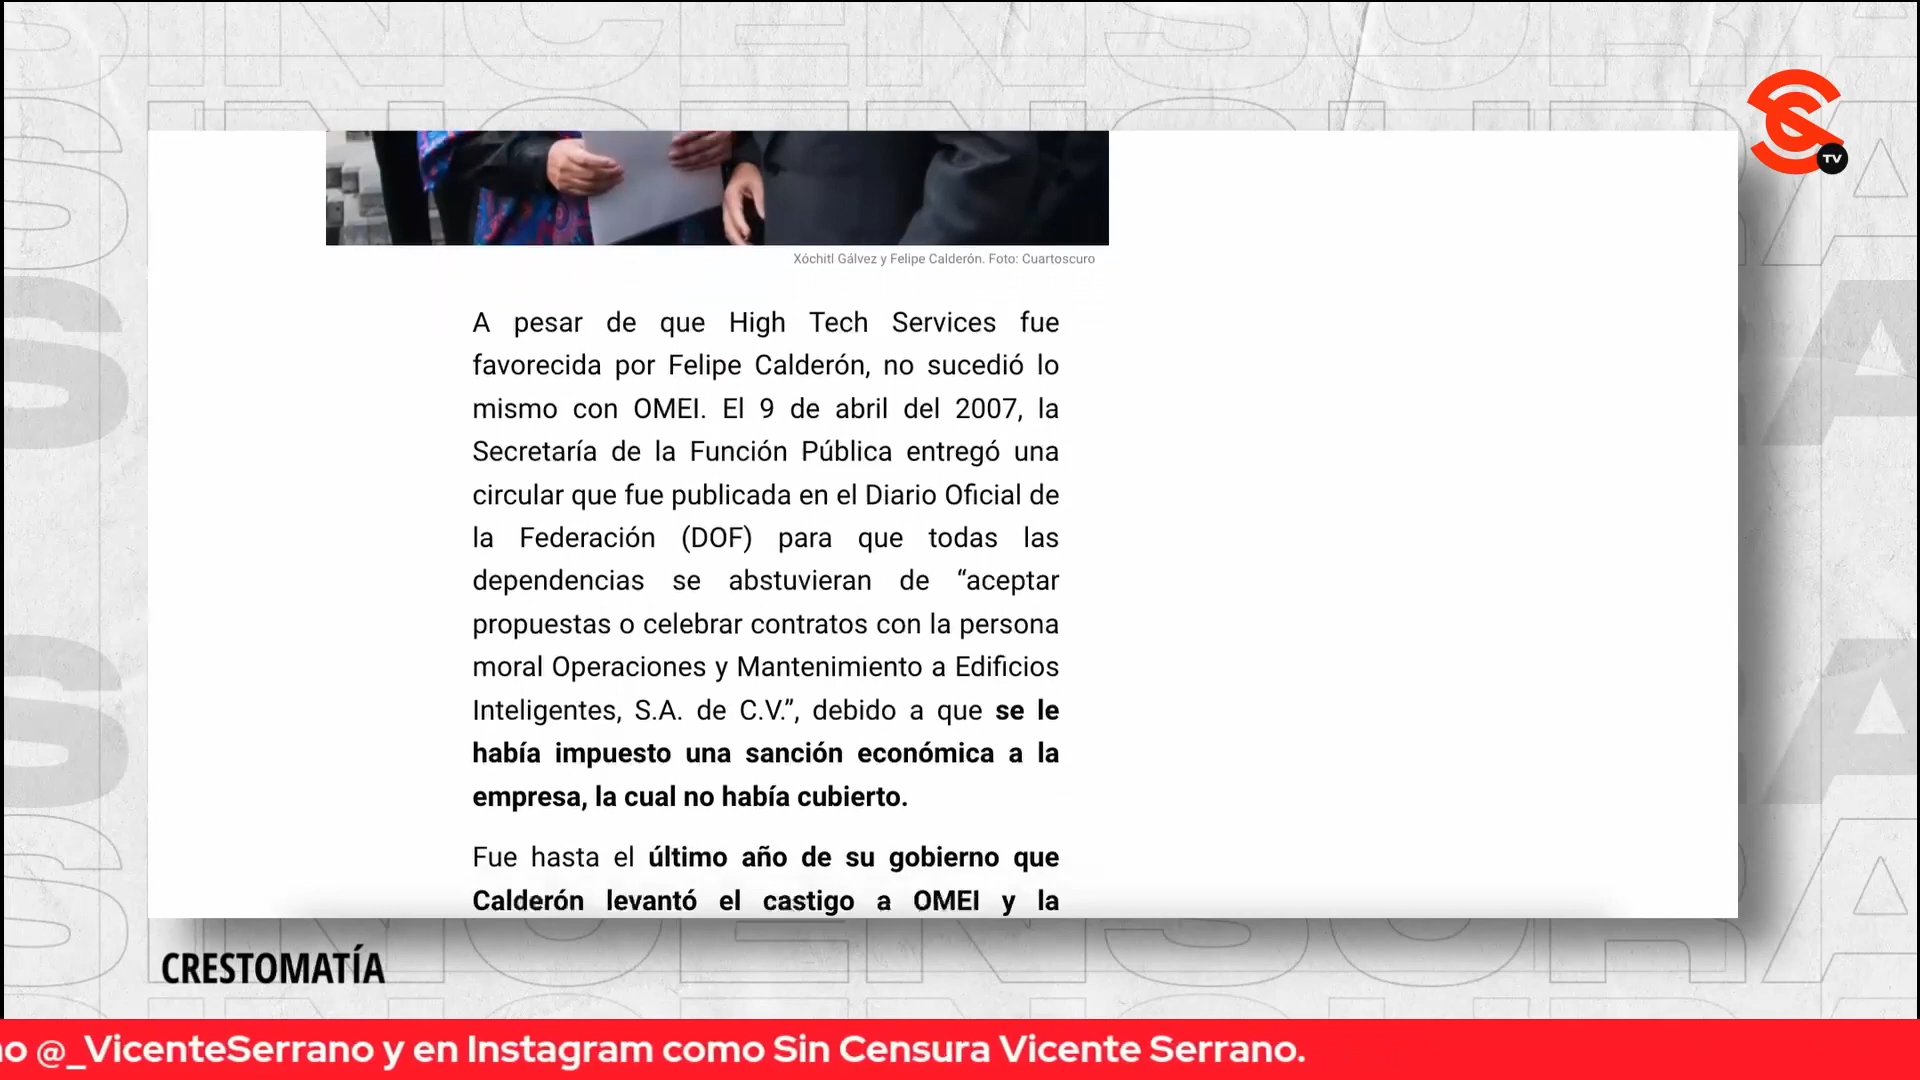 SINCENSURA
TV
Xóchitl Gálvez y Felipe Calderón. Foto: Cuartoscuro
A pesar de que High Tech Services fue
favorecida por Felipe Calderón, no sucedió lo
mismo con OMEI. El 9 de abril del 2007, la
Secretaría de la Función Pública entregó una
circular que fue publicada en el Diario Oficial de
la Federación (DOF) para que todas las
dependencias se abstuvieran de “aceptar
propuestas o celebrar contratos con la persona
moral Operaciones y Mantenimiento a Edificios
Inteligentes, S.A. de C.V.”, debido a que se le
había impuesto una sanción económica a la
empresa, la cual no había cubierto.
Fue hasta el último año de su gobierno que
Calderón levantó el castigo a OMEI y la
CRESTOMATÍA
no @_VicenteSerrano y en Instagram como Sin Censura Vicente Serrano.